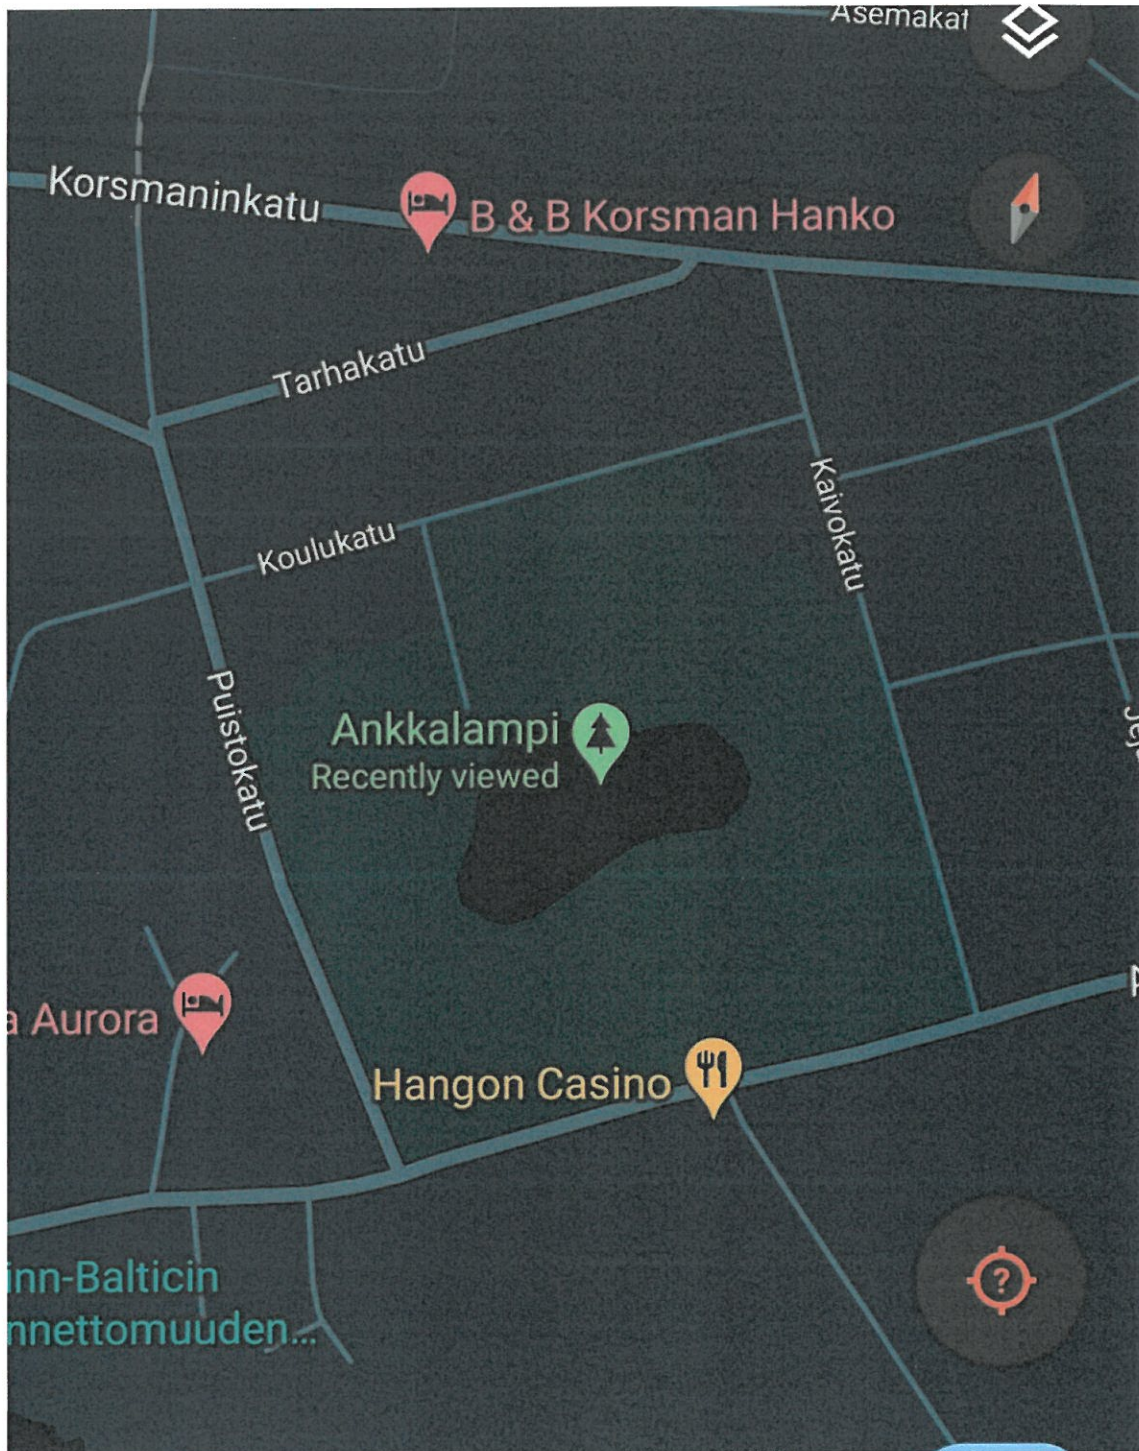 Asemakat
Korsmaninkatu
B & B Korsman Hanko
Tarhakatu
Kaivokatu
Koulukatu
Puistokatu
Ankkalampi
Recently viewed
a Aurora
Hangon Casino
inn-Balticin
nnettomuuden...
?